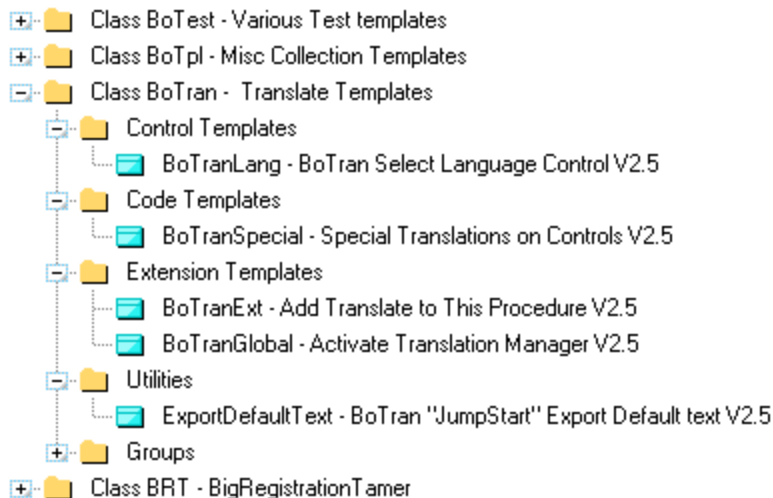 Class BoTest - Various Test templates
Class BoTpl - Misc Collection Templates
Class BoTran -  Translate Templates
Control Templates
BoTranLang - BoTran Select Language Control V2.5
Code Templates
BoTranSpecial - Special Translations on Controls V2.5
Extension Templates
BoTranExt - Add Translate to This Procedure V2.5
BoTranGlobal - Activate Translation Manager V2.5
Utilities
ExportDefaultText - BoTran "JumpStart" Export Default text V2.5
Groups
Class BRT - BigRegistrationTamer